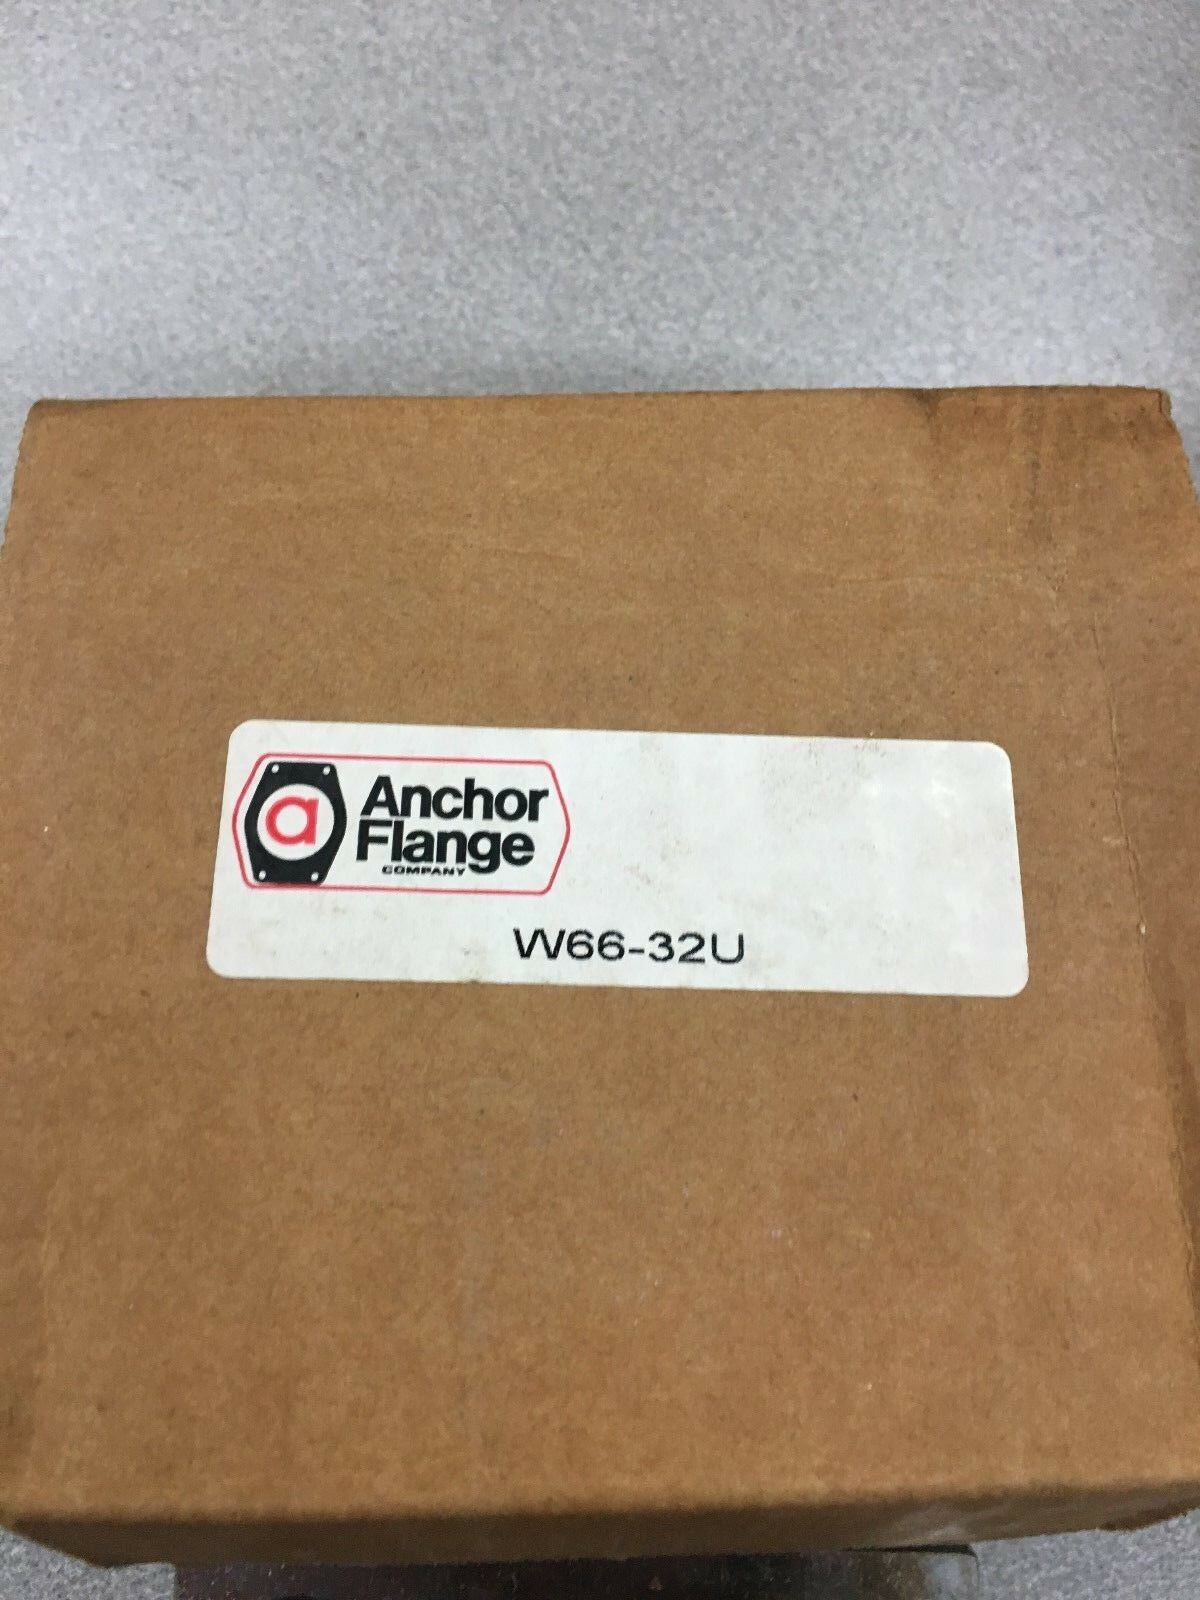 a
Anchor
Flange
COMPANY
W66-32U